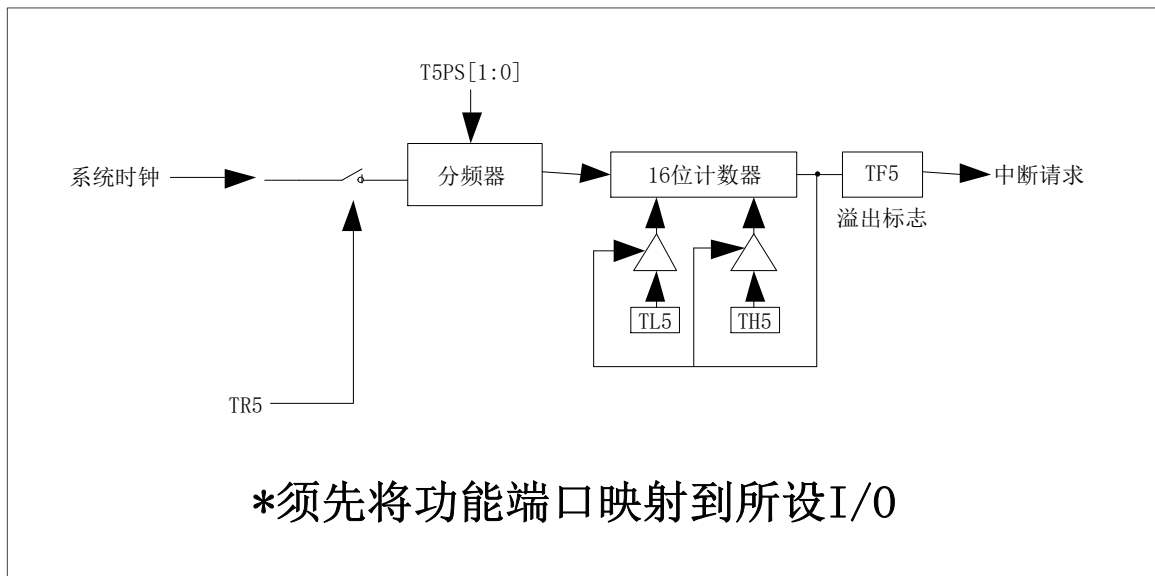 T5PS[1:0]
系统时钟
分频器
16位计数器
TF5
中断请求
溢出标志
TL5
TH5
TR5
*须先将功能端口映射到所设I/O